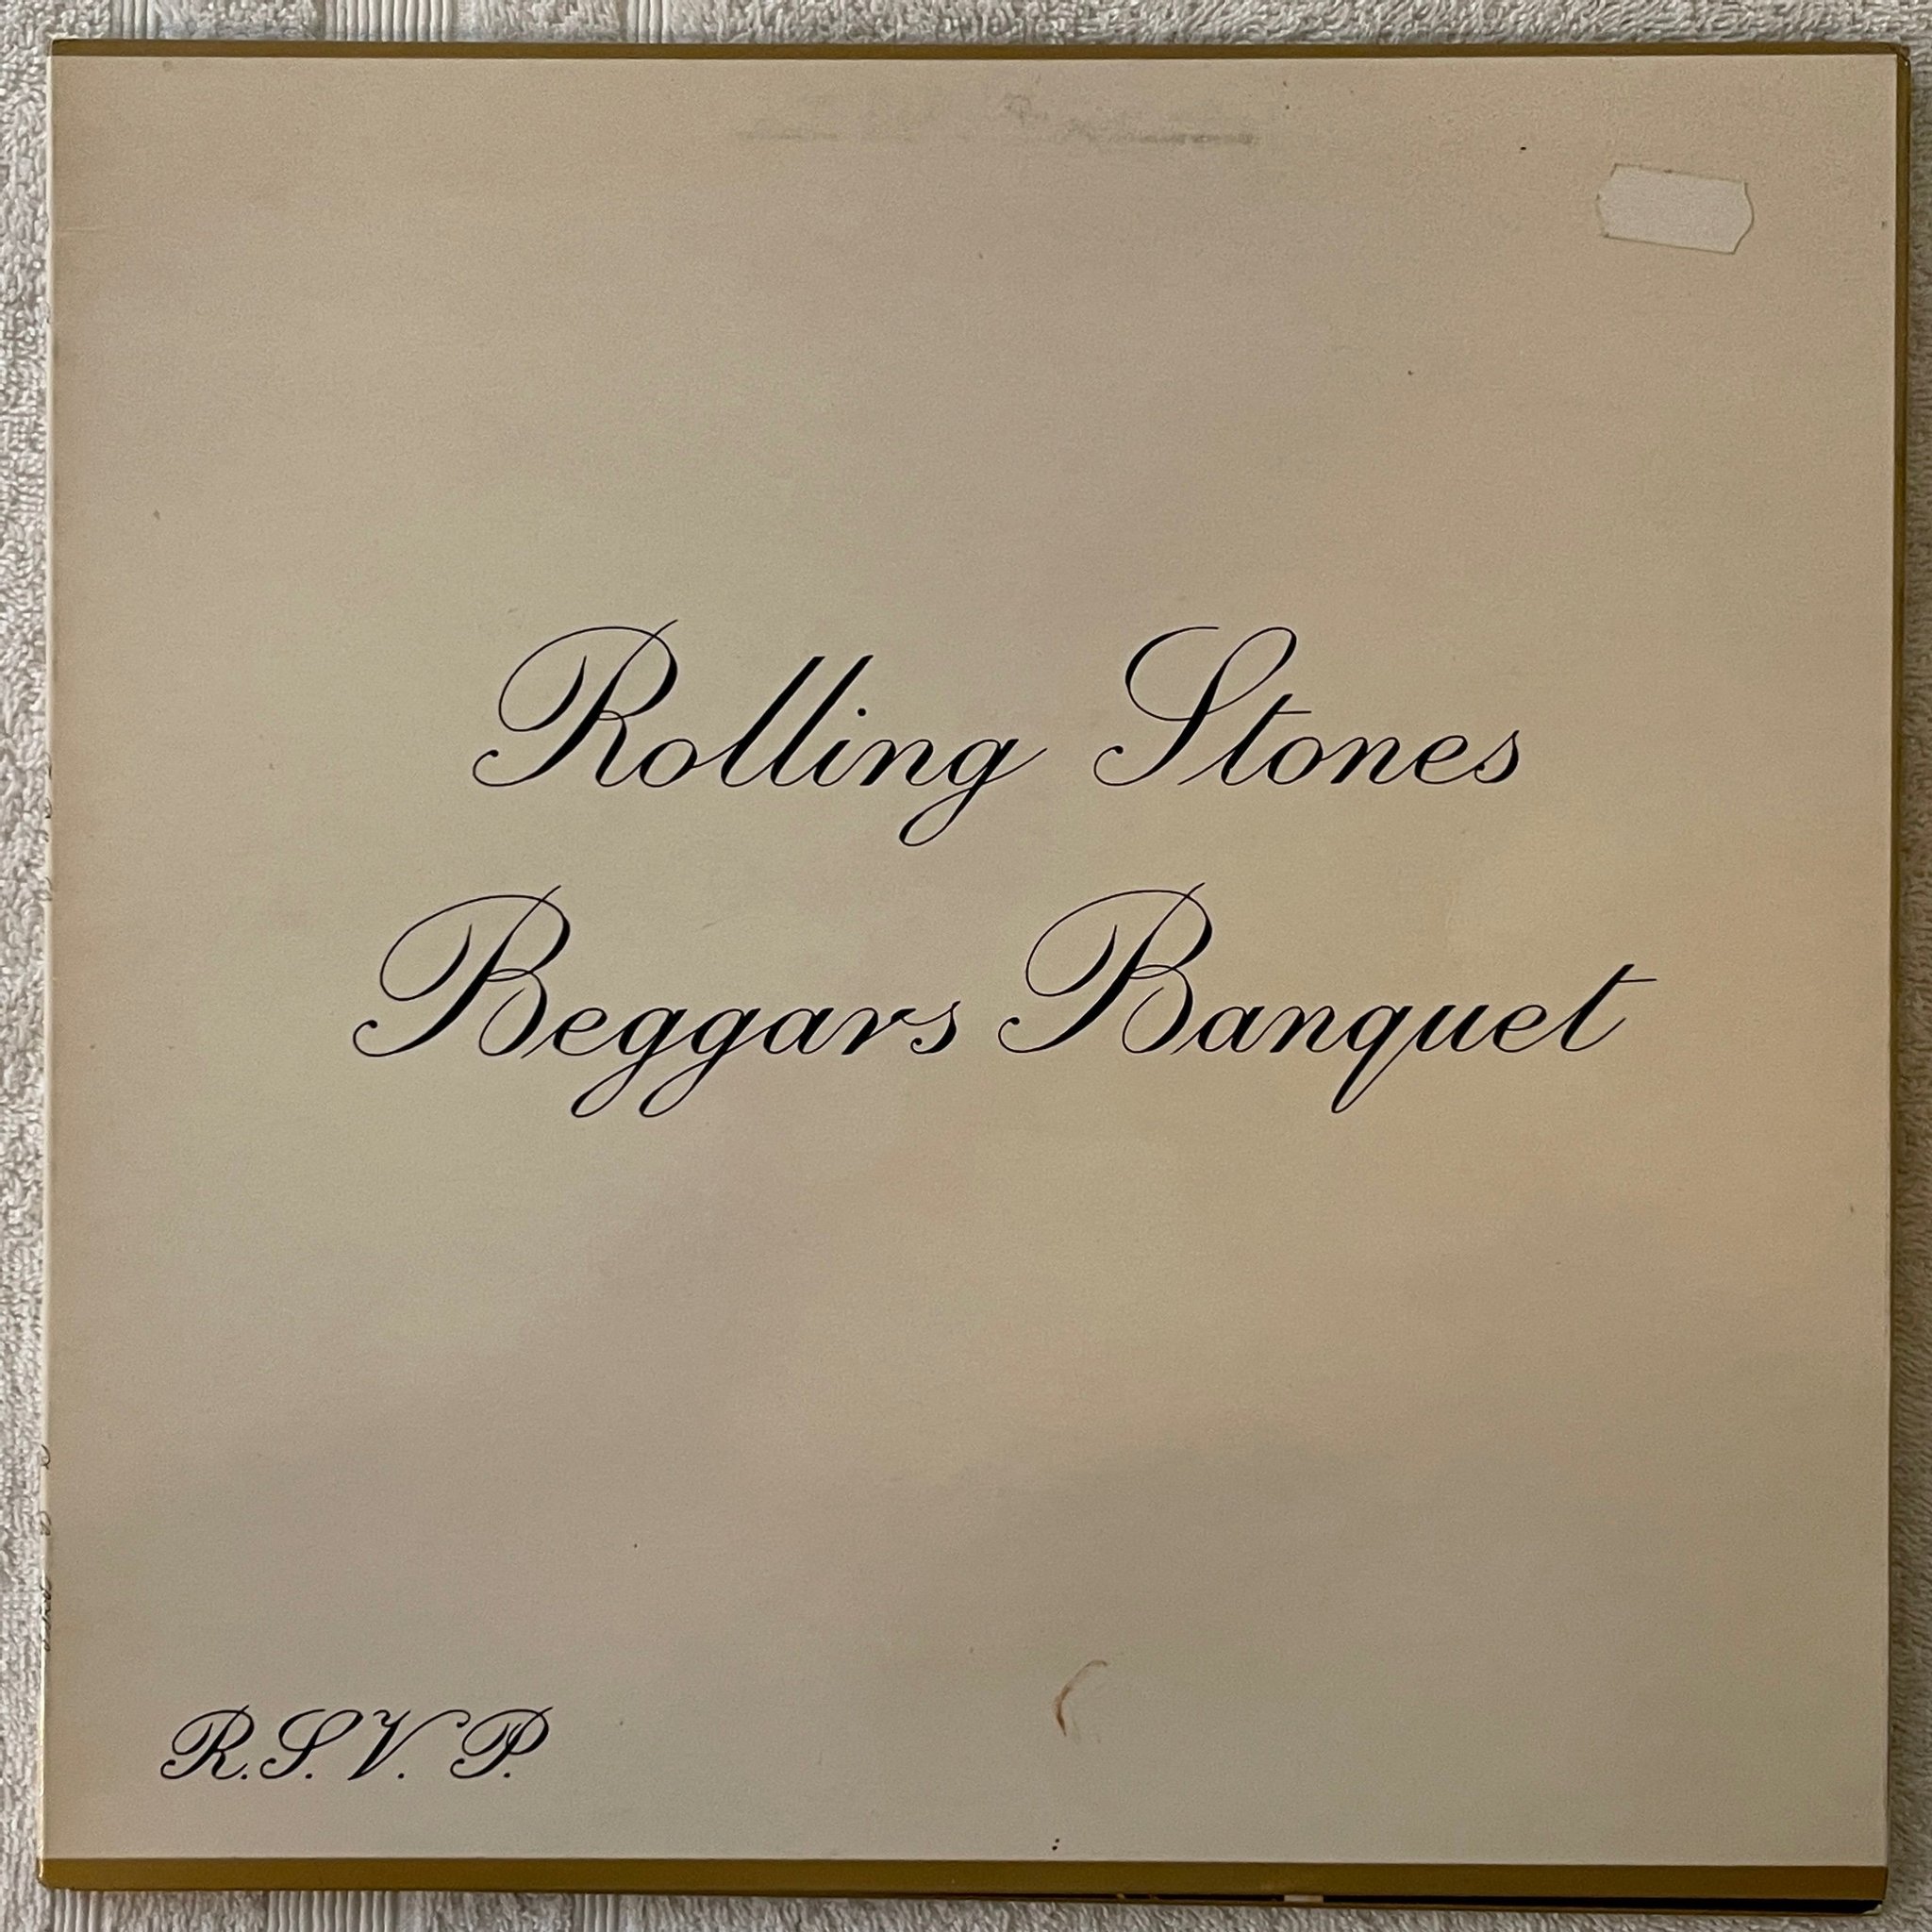 Rolling Stones
Beggars Banquet
R.S.V.P.